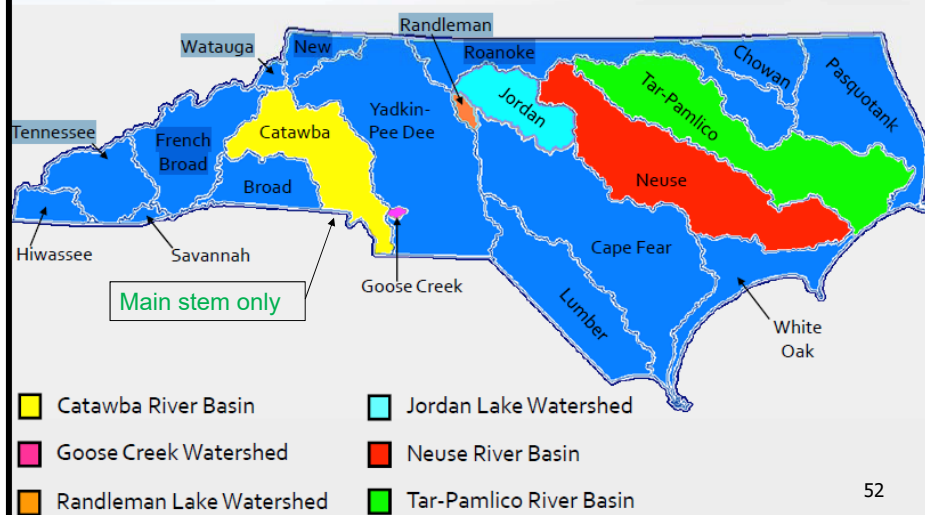 Randleman
Watauga
New
Roanoke
Chowan
Pasquotank
Tar-Pamlico
Jordan
Yadkin-
Pee Dee
Catawba
Tennessee
French
Broad
Broad
Neuse
Hiwassee
Savannah
Goose Creek
Cape Fear
Lumber
White
Oak
Main stem only
Catawba River Basin
Jordan Lake Watershed
Goose Creek Watershed
Neuse River Basin
Randleman Lake Watershed
Tar-Pamlico River Basin
52